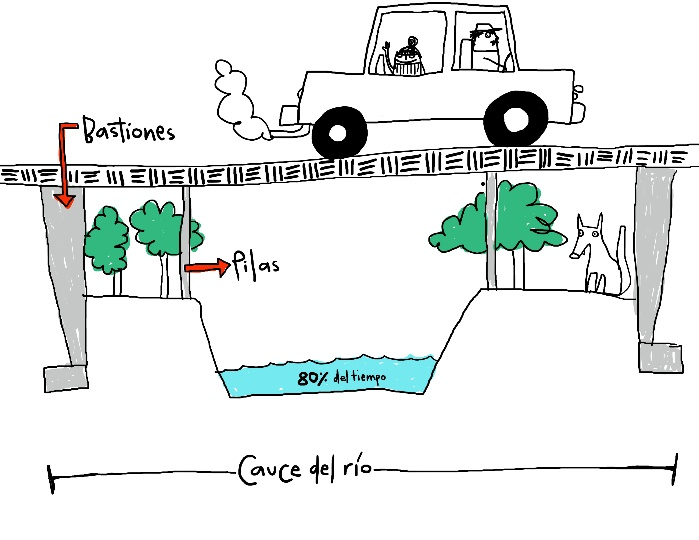 Bastiones
Pilas
80% del tiempo
Cauce del río